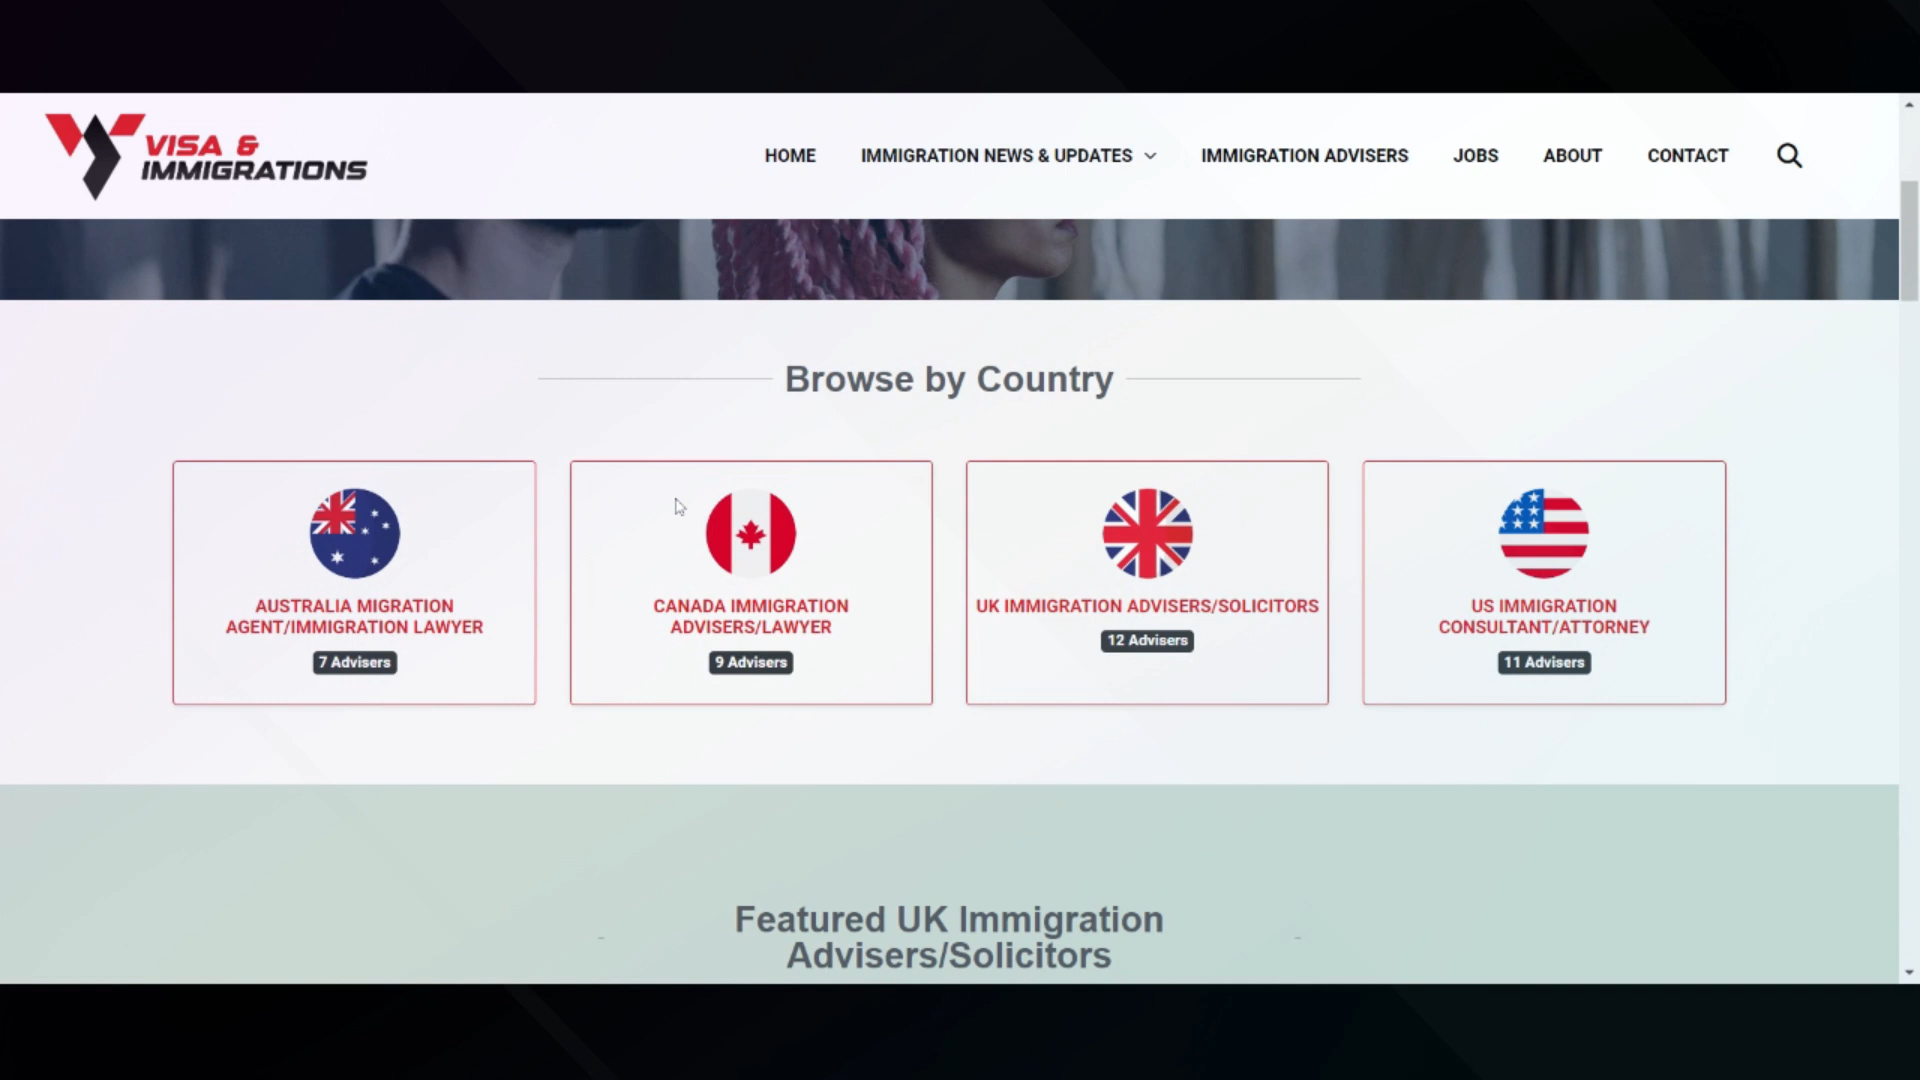 VISA &
IMMIGRATIONS
HOME IMMIGRATION NEWS & UPDATES IMMIGRATION ADVISERS JOBS ABOUT CONTACT
Browse by Country
AUSTRALIA MIGRATION
AGENT/IMMIGRATION LAWYER
7 Advisers
CANADA IMMIGRATION
ADVISERS/LAWYER
9 Advisers
UK IMMIGRATION ADVISERS/SOLICITORS
12 Advisers
US IMMIGRATION
CONSULTANT/ATTORNEY
11 Advisers
Featured UK Immigration
Advisers/Solicitors